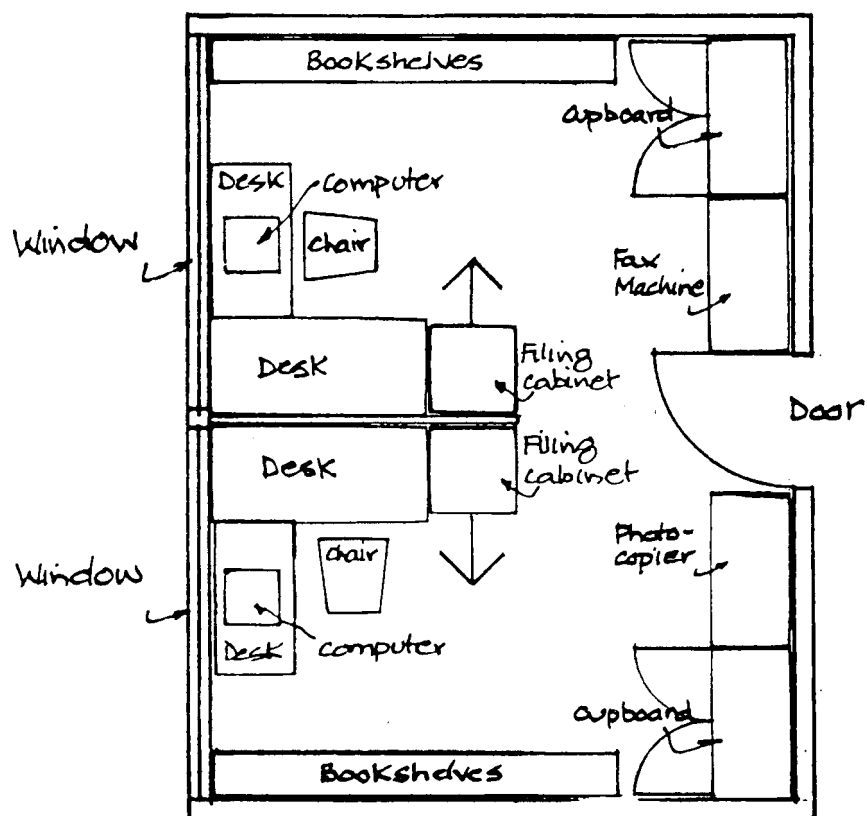 Bookshelves
Cupboard
Desk
Computer
Window
Chair
Fax
Machine
Filing
cabinet
Desk
Door
Desk
Filing
cabinet
Photo-
copier
Chair
Window
Desk
Computer
Cupboard
Bookshelves